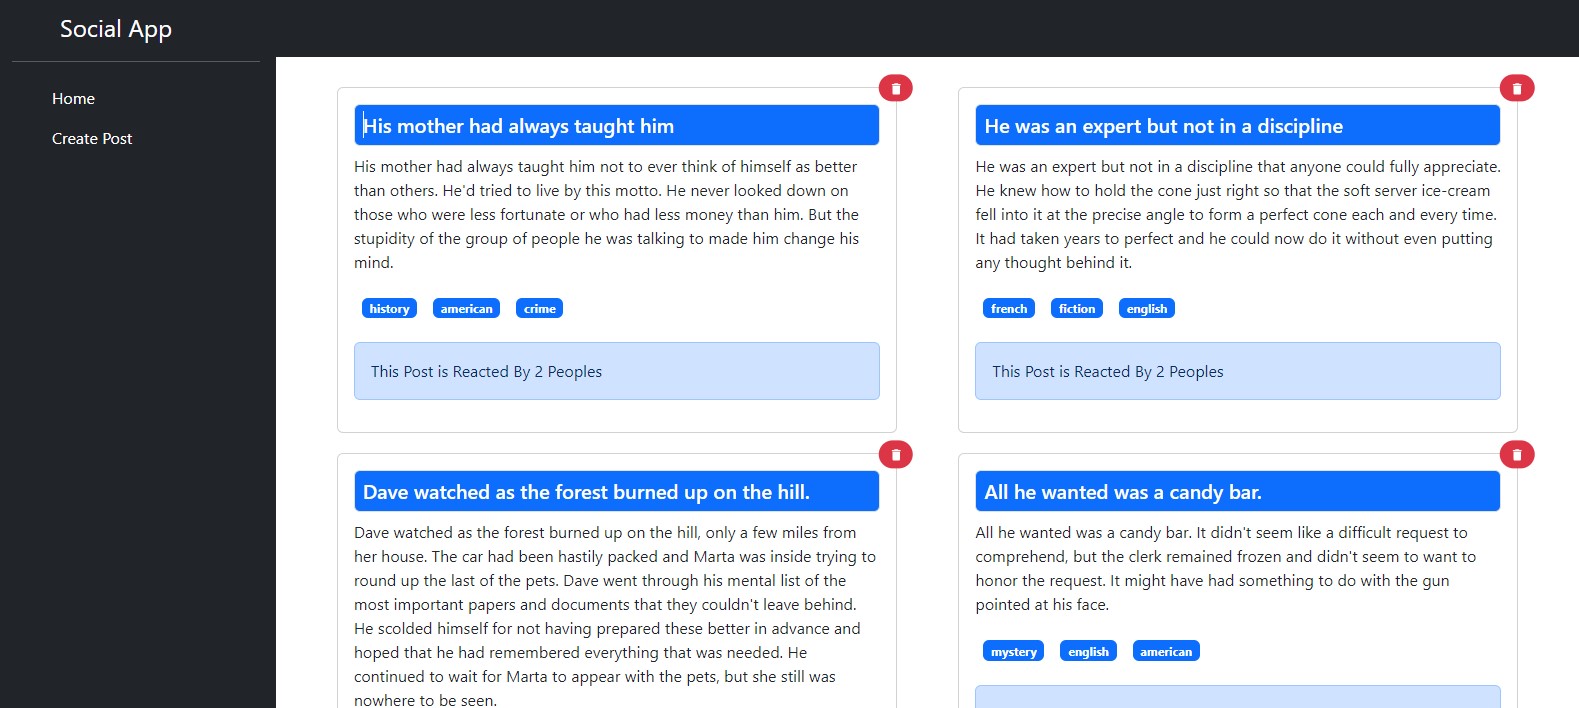 Social App
Home
Create Post
His mother had always taught him
His mother had always taught him not to ever think of himself as better
than others. He'd tried to live by this motto. He never looked down on
those who were less fortunate or who had less money than him. But the
stupidity of the group of people he was talking to made him change his
mind.
history american crime
This Post is Reacted By 2 Peoples
He was an expert but not in a discipline
He was an expert but not in a discipline that anyone could fully appreciate.
He knew how to hold the cone just right so that the soft server ice-cream
fell into it at the precise angle to form a perfect cone each and every time.
It had taken years to perfect and he could now do it without even putting
any thought behind it.
french fiction english
This Post is Reacted By 2 Peoples
Dave watched as the forest burned up on the hill.
Dave watched as the forest burned up on the hill, only a few miles from
her house. The car had been hastily packed and Marta was inside trying to
round up the last of the pets. Dave went through his mental list of the
most important papers and documents that they couldn't leave behind.
He scolded himself for not having prepared these better in advance and
hoped that he had remembered everything that was needed. He
continued to wait for Marta to appear with the pets, but she still was
nowhere to be seen.
All he wanted was a candy bar.
All he wanted was a candy bar. It didn't seem like a difficult request to
comprehend, but the clerk remained frozen and didn't seem to want to
honor the request. It might have had something to do with the gun
pointed at his face.
mystery english american